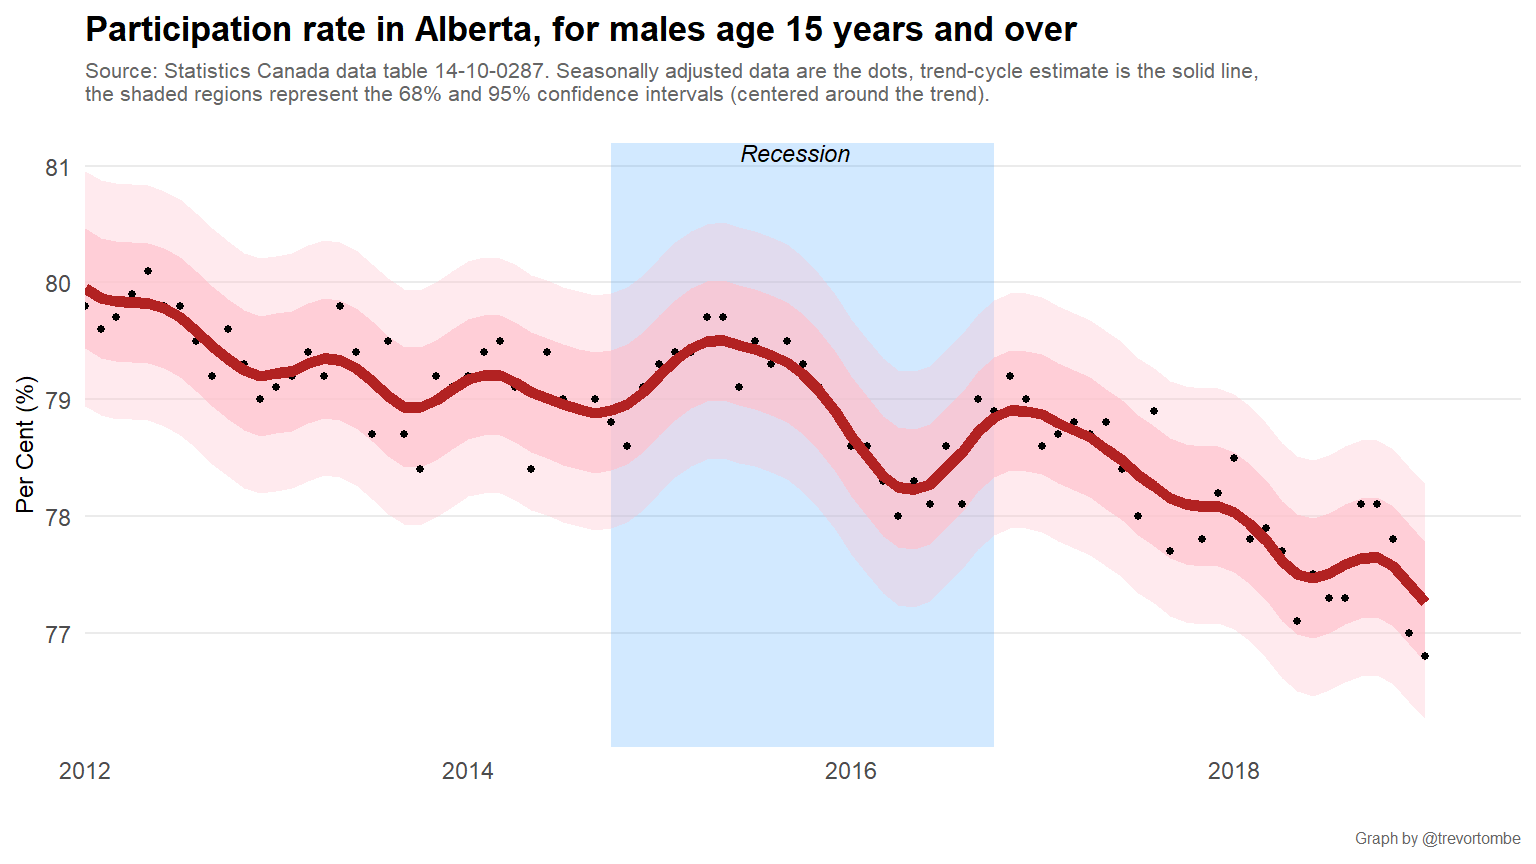 Participation rate in Alberta, for males age 15 years and over
Source: Statistics Canada data table 14-10-0287. Seasonally adjusted data are the dots, trend-cycle estimate is the solid line,
the shaded regions represent the 68% and 95% confidence intervals (centered around the trend).
Recession
81
80
79
78
77
Per Cent (%)
2012 2014 2016 2018
Graph by @trevortombe